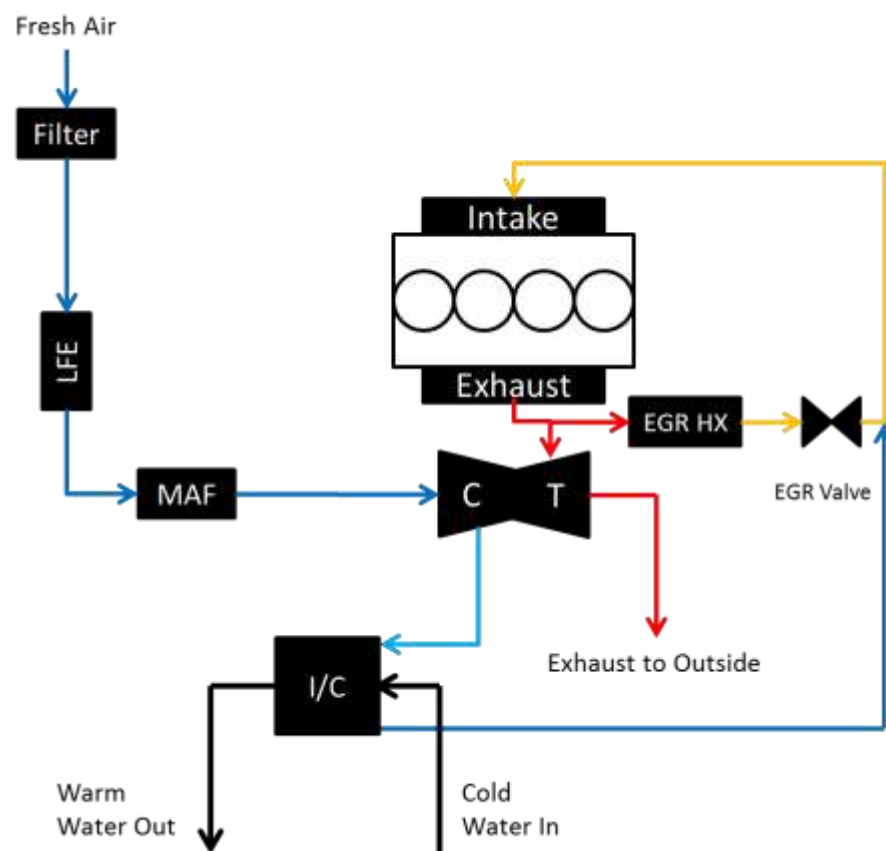 Fresh Air
Filter
LFE
MAF
Intake
Exhaust
EGR HX
EGR Valve
C
T
Exhaust to Outside
I/C
Warm
Water Out
Cold
Water In